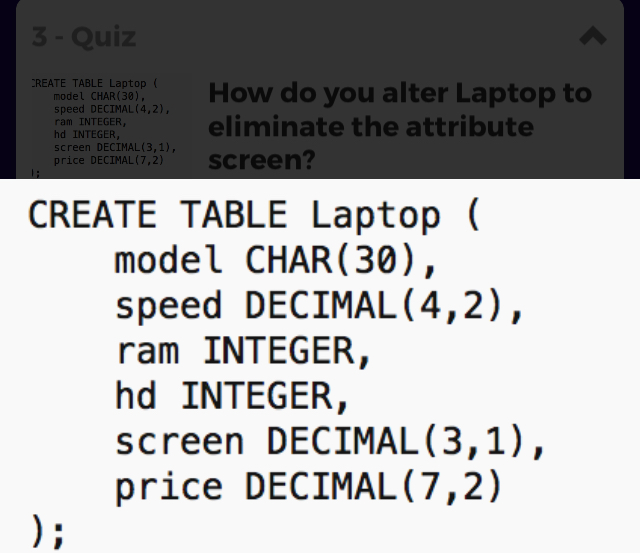 3 - Quiz
CREATE TABLE Laptop (
model CHAR(30),
speed DECIMAL(4,2),
ram INTEGER,
hd INTEGER,
screen DECIMAL(3,1),
price DECIMAL(7,2)
);
How do you alter Laptop to
eliminate the attribute
screen?
CREATE TABLE Laptop (
model CHAR(30),
speed DECIMAL(4,2),
ram INTEGER,
hd INTEGER,
screen DECIMAL(3,1),
price DECIMAL(7,2)
);